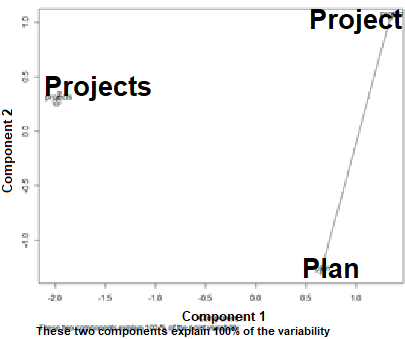 Project
Projects
Plan
Component 2
1.0
0.5
0.0
-0.5
-1.0
-2.0 -1.5 -1.0 -0.5 0.0 0.5 1.0
Component 1
These two components explain 100% of the variability